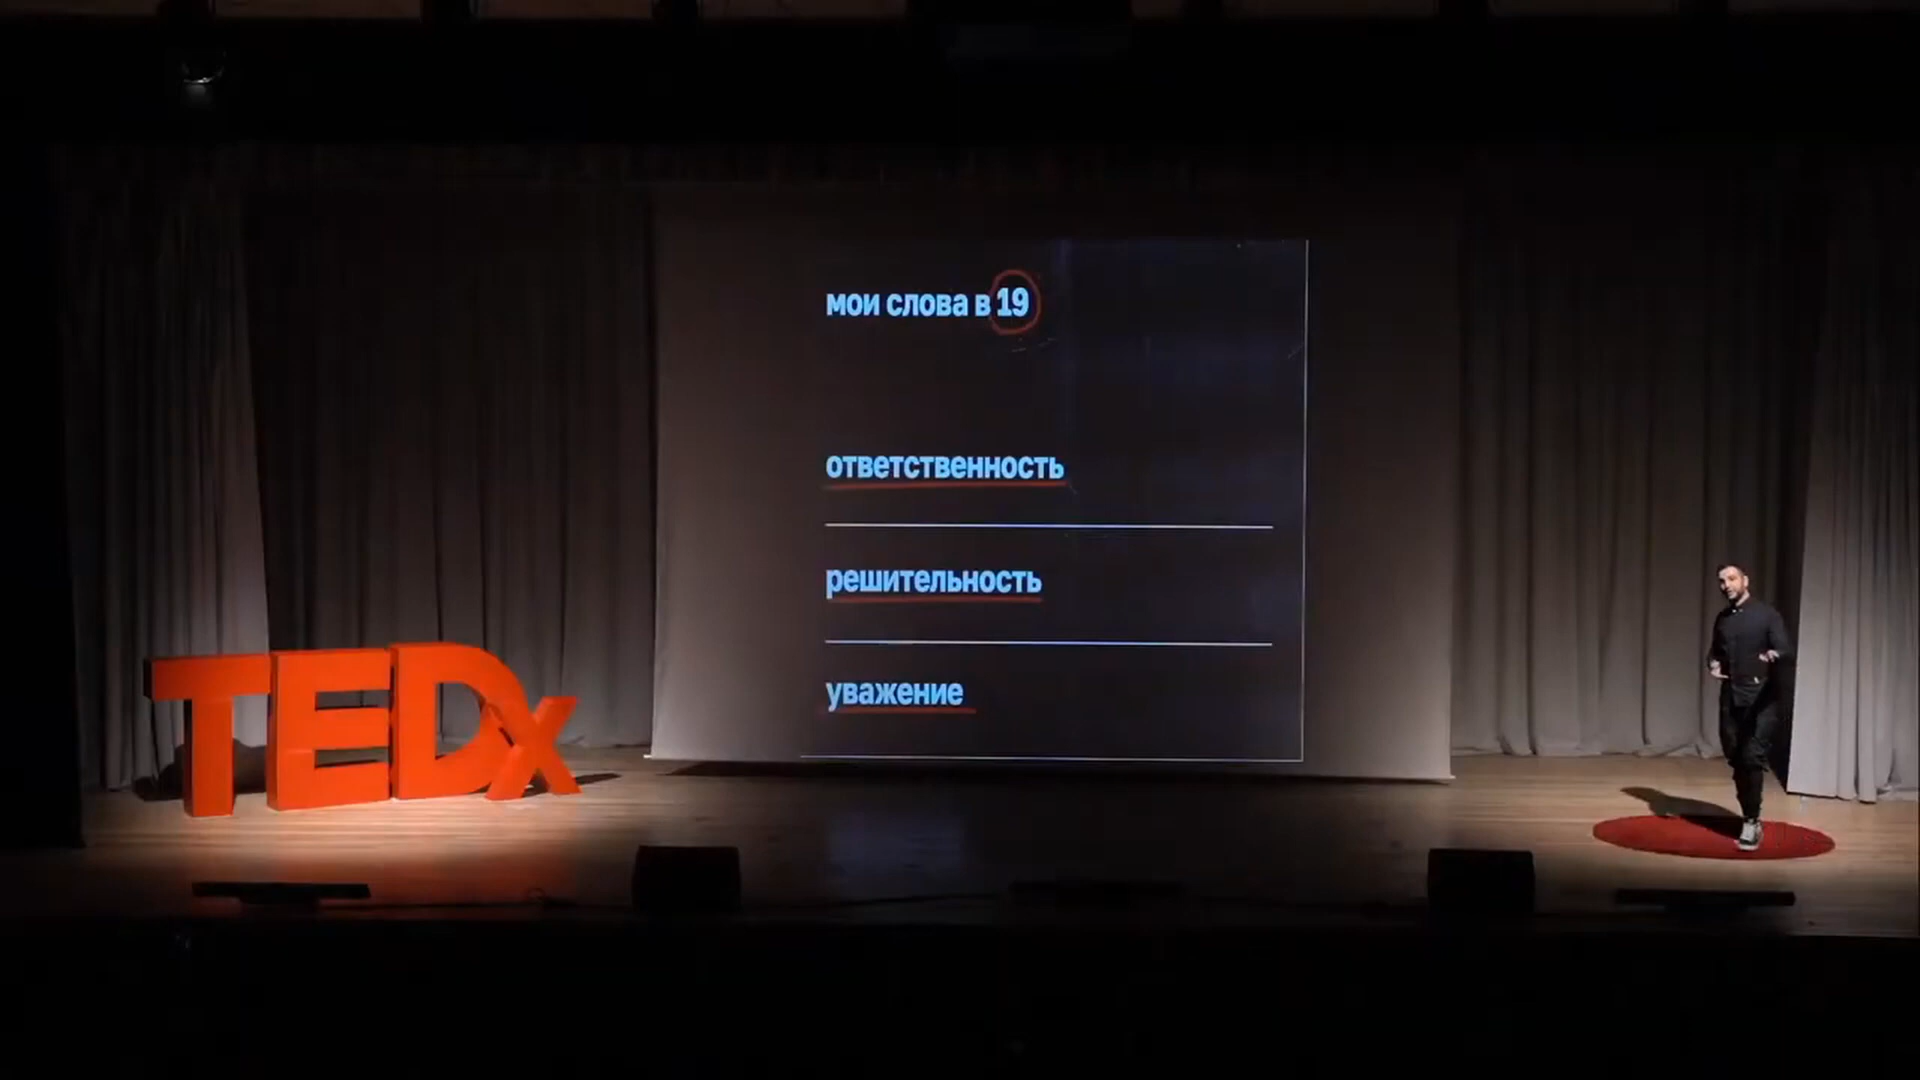 мои слова в 19
ответственность
решительность
уважение
TEDx